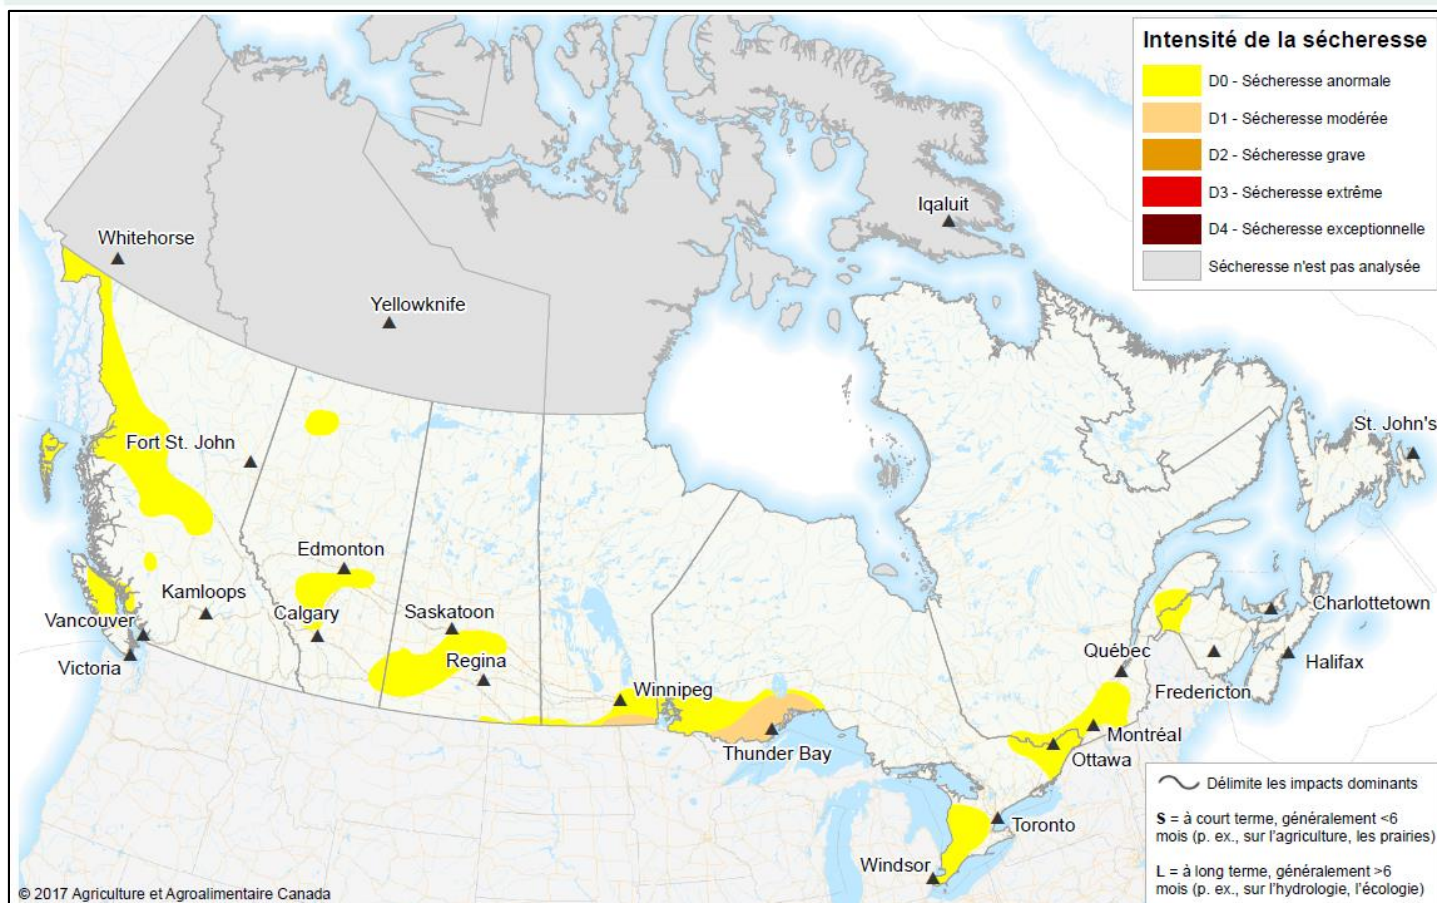 Intensité de la sécheresse
D0 - Sécheresse anormale
D1 - Sécheresse modérée
D2 - Sécheresse grave
D3 - Sécheresse extrême
D4 - Sécheresse exceptionnelle
Sécheresse n'est pas analysée
Iqaluit
Whitehorse
Yellowknife
St. John's
Fort St. John
Edmonton
Kamloops
Calgary
Saskatoon
Vancouver
Charlottetown
Victoria
Regina
Québec
Halifax
Winnipeg
Fredericton
Thunder Bay
Montréal
Ottawa
Toronto
Windsor
Délimite les impacts dominants
S = à court terme, généralement <6
mois (p. ex., sur l'agriculture, les prairies)
L = à long terme, généralement >6
mois (p. ex., sur l'hydrologie, l'écologie)
© 2017 Agriculture et Agroalimentaire Canada